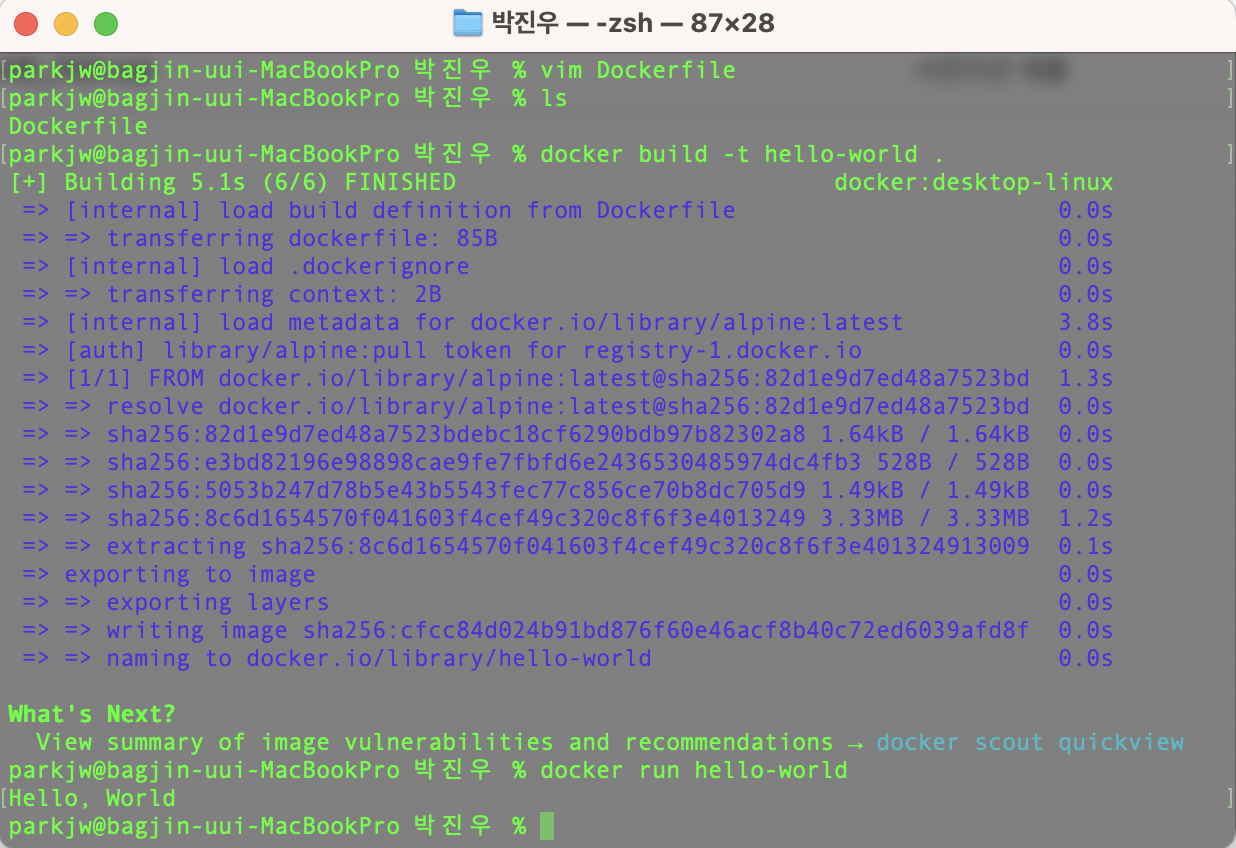 박진우 — -zsh — 87×28
[parkjw@bagjin-uui-MacBookPro 박진우 % vim Dockerfile ]
[parkjw@bagjin-uui-MacBookPro 박진우 % ls ]
Dockerfile
[parkjw@bagjin-uui-MacBookPro 박진우 % docker build -t hello-world . ]
[+] Building 5.1s (6/6) FINISHED docker:desktop-linux
=> [internal] load build definition from Dockerfile 0.0s
=> => transferring dockerfile: 85B 0.0s
=> [internal] load .dockerignore 0.0s
=> => transferring context: 2B 0.0s
=> [internal] load metadata for docker.io/library/alpine:latest 3.8s
=> [auth] library/alpine:pull token for registry-1.docker.io 0.0s
=> [1/1] FROM docker.io/library/alpine:latest@sha256:82d1e9d7ed48a7523bd 1.3s
=> => resolve docker.io/library/alpine:latest@sha256:82d1e9d7ed48a7523bd 0.0s
=> => sha256:82d1e9d7ed48a7523bdebc18cf6290bdb97b82302a8 1.64kB / 1.64kB 0.0s
=> => sha256:e3bd82196e98898cae9fe7fbfd6e2436530485974dc4fb3 528B / 528B 0.0s
=> => sha256:5053b247d78b5e43b5543fec77c856ce70b8dc705d9 1.49kB / 1.49kB 0.0s
=> => sha256:8c6d1654570f041603f4cef49c320c8f6f3e4013249 3.33MB / 3.33MB 1.2s
=> => extracting sha256:8c6d1654570f041603f4cef49c320c8f6f3e401324913009 0.1s
=> exporting to image 0.0s
=> => exporting layers 0.0s
=> => writing image sha256:cfcc84d024b91bd876f60e46acf8b40c72ed6039afd8f 0.0s
=> => naming to docker.io/library/hello-world 0.0s
What's Next?
View summary of image vulnerabilities and recommendations → docker scout quickview
parkjw@bagjin-uui-MacBookPro 박진우 % docker run hello-world
[Hello, World ]
parkjw@bagjin-uui-MacBookPro 박진우 %